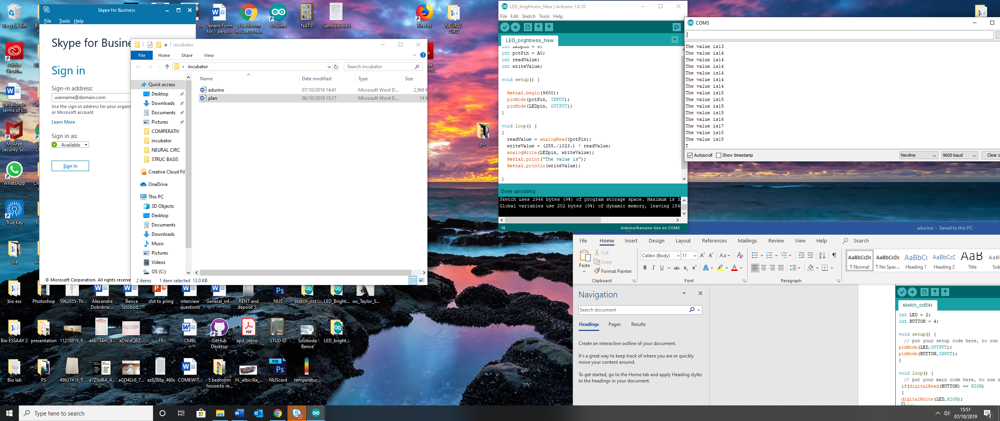 Skype for Business
File Tools Help
Skype for Busine
Sign in
Sign-in address:
username@domain.com
Use the sign-in address for your organi
or Microsoft account
Learn More
Sign in as:
Available
Sign In
© Microsoft Corporation. All rights reserve
incubator
File Home Share View
incubator
Search incubator
Name Date modified Type Size
adurino 07/10/2019 14:41 Microsoft Word D... 2,969 K
plan 06/10/2019 15:17 Microsoft Word D... 14 K
Quick access
Desktop
Downloads
Documents
Pictures
COMPERATIV
incubator
NEURAL CIRC
STRUC BASIS
Creative Cloud Fil
OneDrive
This PC
3D Objects
Desktop
Documents
Downloads
Music
Pictures
Videos
OS (C:)
2 items 1 item selected 13.0 KB
Recycle Bin
Adobe
Creati...
variation in
terms of t...
McAfee
Security Sc...
WhatsApp
True Key
bia
Tenant Form
for 1 perso...
5 bedroom
house to re...
Arduino
NATID
Senddddddd
Firefox
NEURAL
CIRC
pic
bio ess
Photoshop
5962855-Th...
Alexandra
Dobrikne ...
Bence
Szlobod...
shit to pring
interview
questions
General_inf...
RENT and
deposit S...
NUS
sketch_oct...
LED_Bright...
ws_Taylor_S...
Bio ESSAAY 2
presentation
11218819_9...
a4b734m_4...
aDWdQBZ...
FF
CMBL
GitHub
Desktop
apd_zebra...
STUD ID
Szloboda
Bence
LED_bright...
Bio lab
PS
49637416_5...
a7Z9dBA_4...
aGD4Lx6_7...
az82B8p_460s
COMEWIT...
5 bedroom
house to re...
H._albicilla_...
NUScard
temperatur...
LED_brightness_New | Arduino 1.8.10
File Edit Sketch Tools Help
LED_brightness_New
int LEDpin = 9;
int potPin = A0;
int readValue;
int writeValue;
void setup() {
Serial.begin(9600);
pinMode(potPin, INPUT);
pinMode(LEDpin, OUTPUT);
}
void loop() {
{
readValue = analogRead(potPin);
writeValue = (255./1023.) * readValue;
analogWrite(LEDpin, writeValue);
Serial.print("The value is");
Serial.println(writeValue);
}
Done uploading.
Sketch uses 2946 bytes (9%) of program storage space. Maximum is 3
Global variables use 202 bytes (9%) of dynamic memory, leaving 184
18 Arduino/Genuino Uno on COM3
COM3
The value is13
The value is14
The value is14
The value is14
The value is14
The value is14
The value is14
The value is15
The value is15
The value is15
The value is15
The value is16
The value is17
The value is18
The value is18
T
Autoscroll Show timestamp Newline 9600 baud Clear o
adurino - Saved to this PC
File Home Insert Design Layout References Mailings Review View Help Search
Paste
Cut
Copy
Format Painter
Calibri (Body) 11
AaBbCcDc AaBbCcDc AaBbCc AaBbCcC AaB AaB
¶ Normal ¶ No Spac... Heading 1 Heading 2 Title Sub
Clipboard Font Paragraph
Navigation
Search document
Headings Pages Results
Create an interactive outline of your document.
It's a great way to keep track of where you are or quickly
move your content around.
To get started, go to the Home tab and apply Heading styles
to the headings in your document.
sketch_oct04c
int LED = 2;
int BUTTON = 4;
void setup() {
// put your setup code here, to run
pinMode(LED,OUTPUT);
pinMode(BUTTON,INPUT);
}
void loop() {
// put your main code here, to run r
if(digitalRead(BUTTON) == HIGH)
{
digitalWrite(LED,HIGH);
Type here to search
15:51
07/10/2019
2